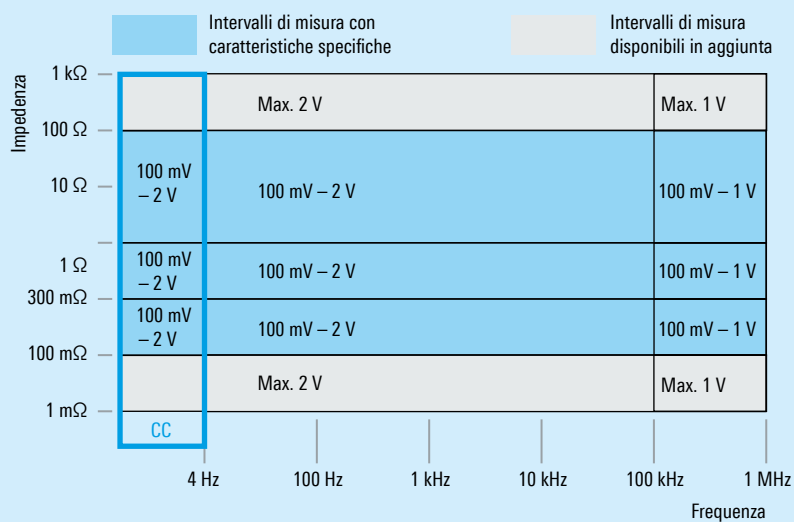 Intervalli di misura con
caratteristiche specifiche
Intervalli di misura
disponibili in aggiunta
Impedenza
1 kΩ
Max. 2 V
Max. 1 V
100 Ω
100 mV
– 2 V
10 Ω
100 mV – 2 V
100 mV – 1 V
100 mV
– 2 V
1 Ω
100 mV – 2 V
100 mV – 1 V
300 mΩ
100 mV
– 2 V
100 mV – 2 V
100 mV – 1 V
100 mΩ
Max. 2 V
Max. 1 V
1 mΩ
CC
4 Hz
100 Hz
1 kHz
10 kHz
100 kHz
1 MHz
Frequenza